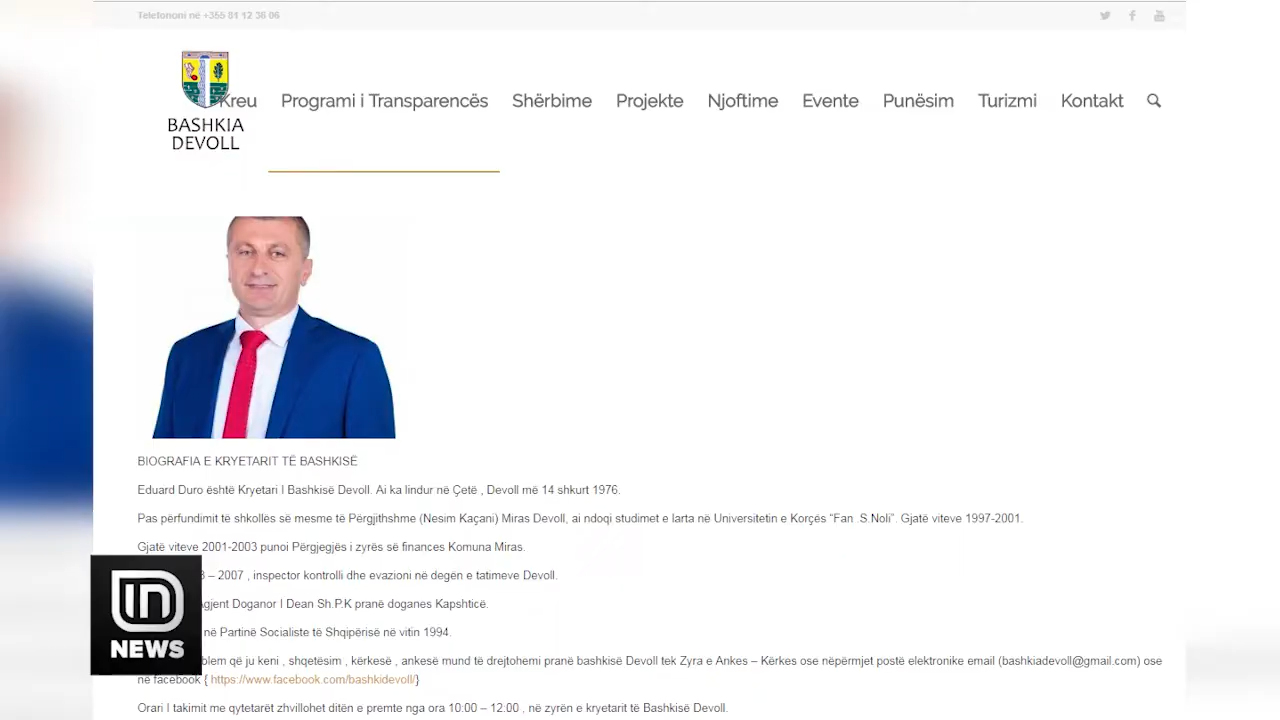 Telefononi në +355 81 12 36 06
Kreu Programi i Transparencës Shërbime Projekte Njoftime Evente Punësim Turizmi Kontakt
BASHKIA
DEVOLL
BIOGRAFIA E KRYETARIT TË BASHKISË
Eduard Duro është Kryetari I Bashkisë Devoll. Ai ka lindur në Çetë , Devoll më 14 shkurt 1976.
Pas përfundimit të shkollës së mesme të Përgjithshme (Nesim Kaçani) Miras Devoll, ai ndoqi studimet e larta në Universitetin e Korçës “Fan .S.Noli”. Gjatë viteve 1997-2001.
Gjatë viteve 2001-2003 punoi Përgjegjës i zyrës së finances Komuna Miras.
– 2007 , inspector kontrolli dhe evazioni në degën e tatimeve Devoll.
Agjent Doganor I Dean Sh.P.K pranë doganes Kapshticë.
në Partinë Socialiste të Shqipërisë në vitin 1994.
që ju keni , shqetësim , kërkesë , ankesë mund të drejtohemi pranë bashkisë Devoll tek Zyra e Ankes – Kërkes ose nëpërmjet postë elektronike email (bashkiadevoll@gmail.com) ose
në facebook { https://www.facebook.com/bashkidevoll/}
Orari I takimit me qytetarët zhvillohet ditën e premte nga ora 10:00 – 12:00 , në zyrën e kryetarit të Bashkisë Devoll.
IN
NEWS